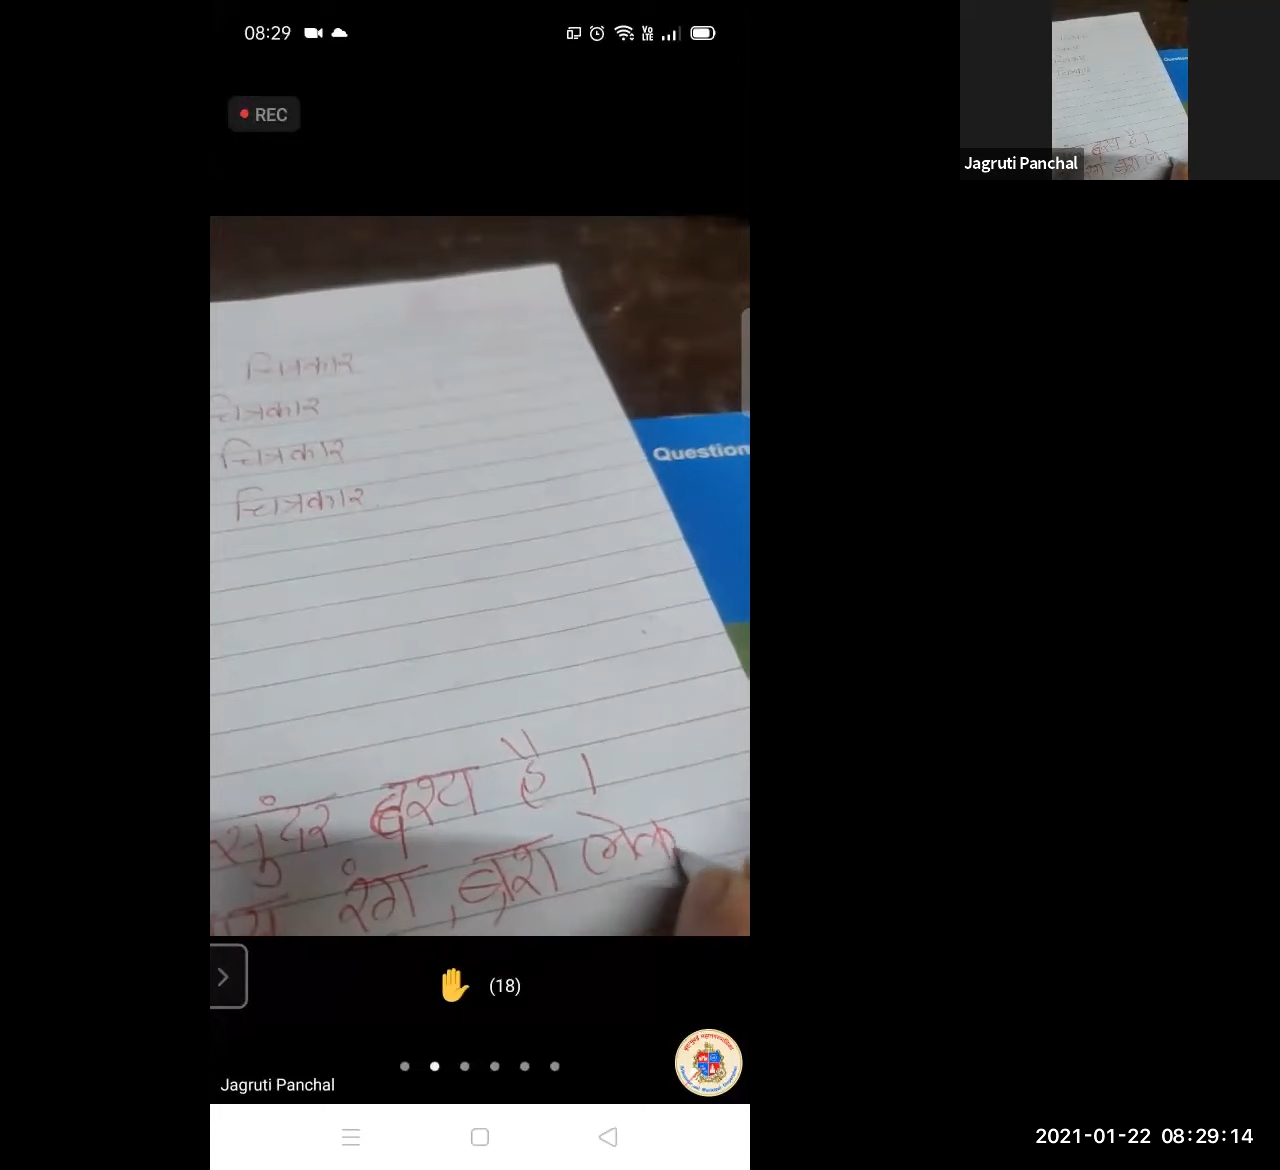 08:29
REC
Jagruti Panchal
चित्रकार
चित्रकार
चित्रकार
चित्रकार
Question
सुंदर दृश्य है।
रंग, ब्रश लेक
(18)
Jagruti Panchal
2021-01-22 08:29:14